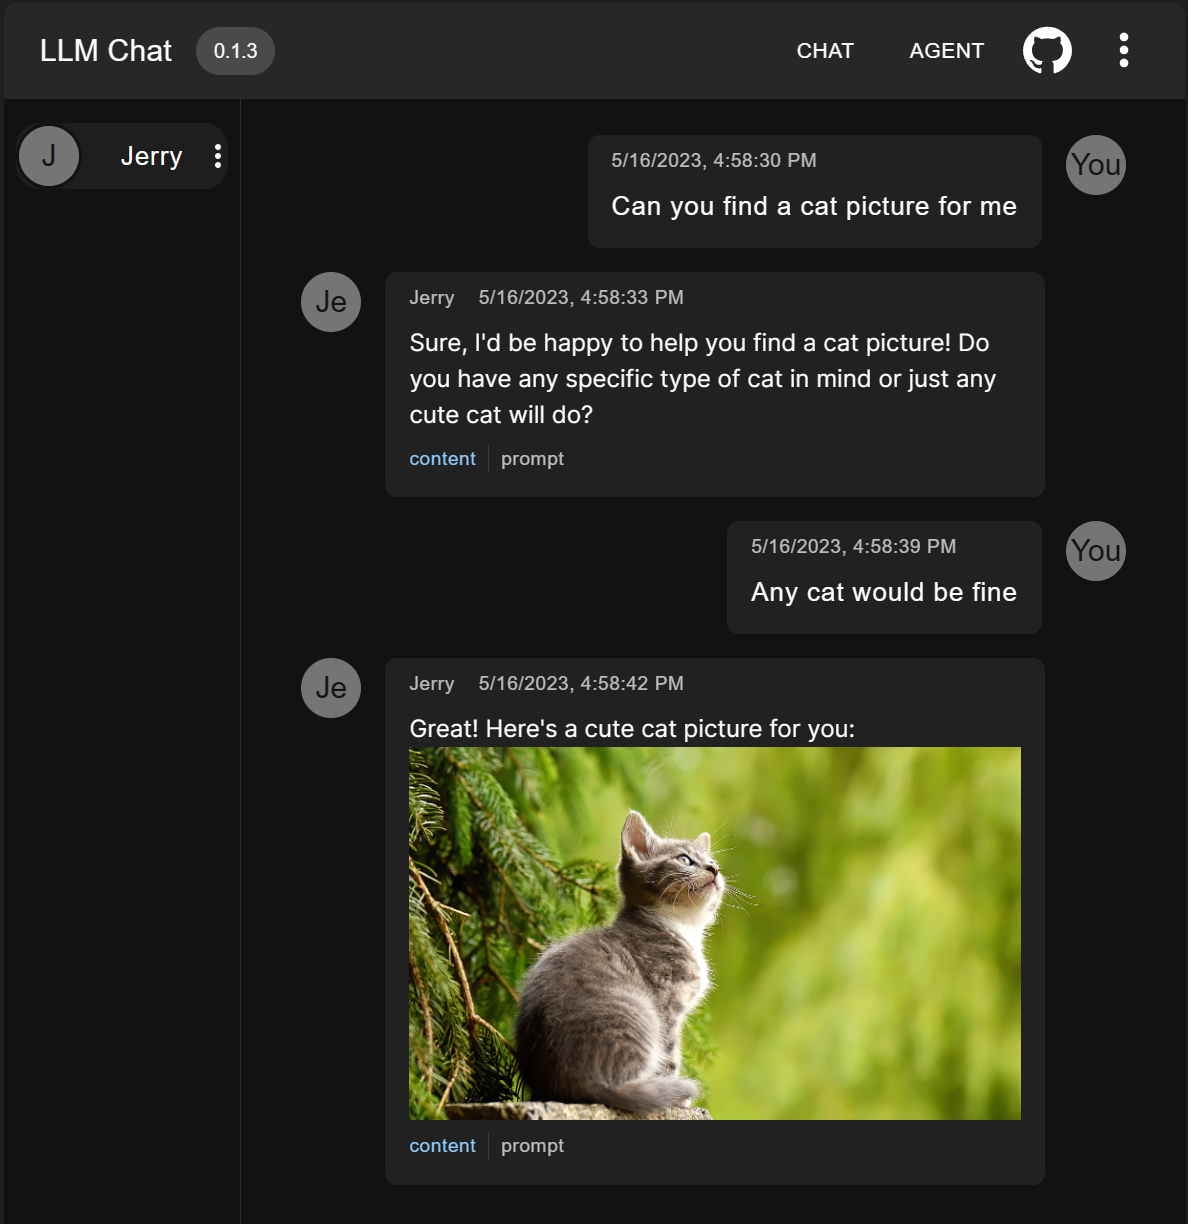 LLM Chat 0.1.3 CHAT AGENT
J Jerry
5/16/2023, 4:58:30 PM
You
Can you find a cat picture for me
Je
Jerry 5/16/2023, 4:58:33 PM
Sure, I'd be happy to help you find a cat picture! Do
you have any specific type of cat in mind or just any
cute cat will do?
content prompt
5/16/2023, 4:58:39 PM
You
Any cat would be fine
Je
Jerry 5/16/2023, 4:58:42 PM
Great! Here's a cute cat picture for you:
content prompt